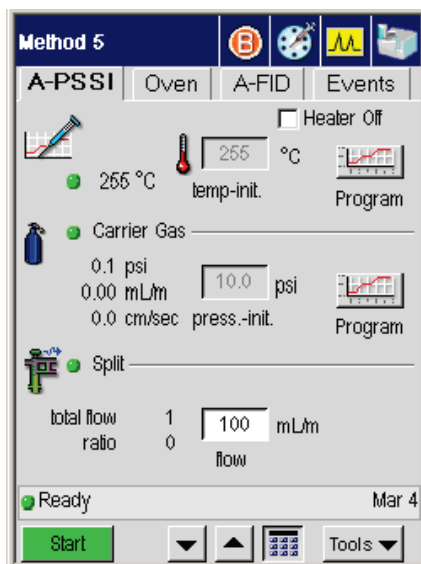 Method 5
B
A-PSSI Oven A-FID Events
Heater Off
255 °C 255 °C
temp-init. Program
Carrier Gas
0.1 psi
0.00 mL/m 10.0 psi
0.0 cm/sec press.-init. Program
Split
total flow 1 100 mL/m
ratio 0
flow
Ready Mar 4
Start Tools